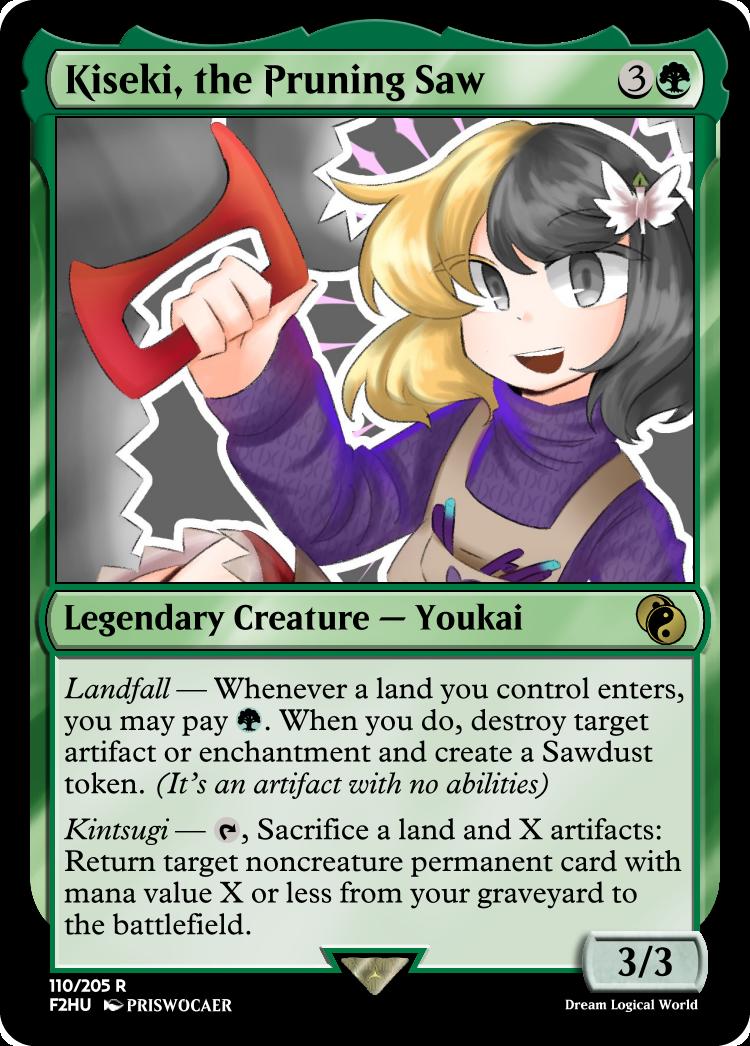 Kiseki, the Pruning Saw 3
Legendary Creature — Youkai
Landfall — Whenever a land you control enters,
you may pay . When you do, destroy target
artifact or enchantment and create a Sawdust
token. (It's an artifact with no abilities)
Kintsugi — , Sacrifice a land and X artifacts:
Return target noncreature permanent card with
mana value X or less from your graveyard to
the battlefield.
3/3
110/205 R
F2HU PRISWOCAER
Dream Logical World